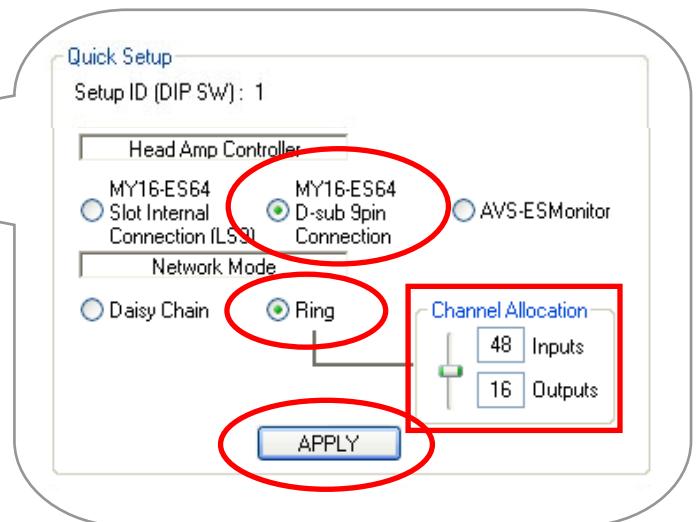 Quick Setup
Setup ID (DIP SW) : 1
Head Amp Controller
MY16-ES64
Slot Internal
Connection (LS9)
MY16-ES64
D-sub 9pin
Connection
AVS-ESMonitor
Network Mode
Daisy Chain
Ring
Channel Allocation
48 Inputs
16 Outputs
APPLY